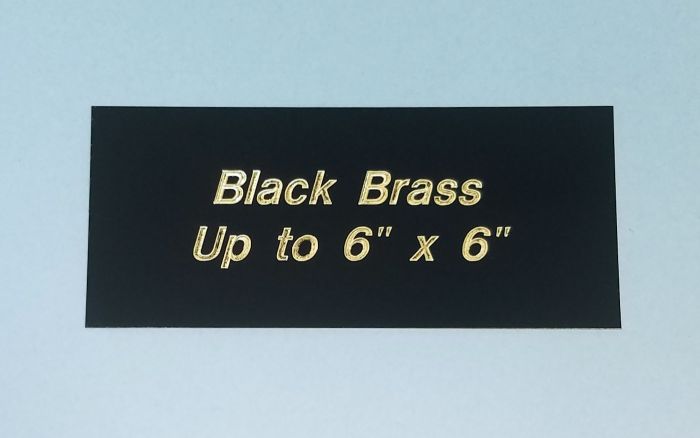 Black Brass
Up to 6" x 6"